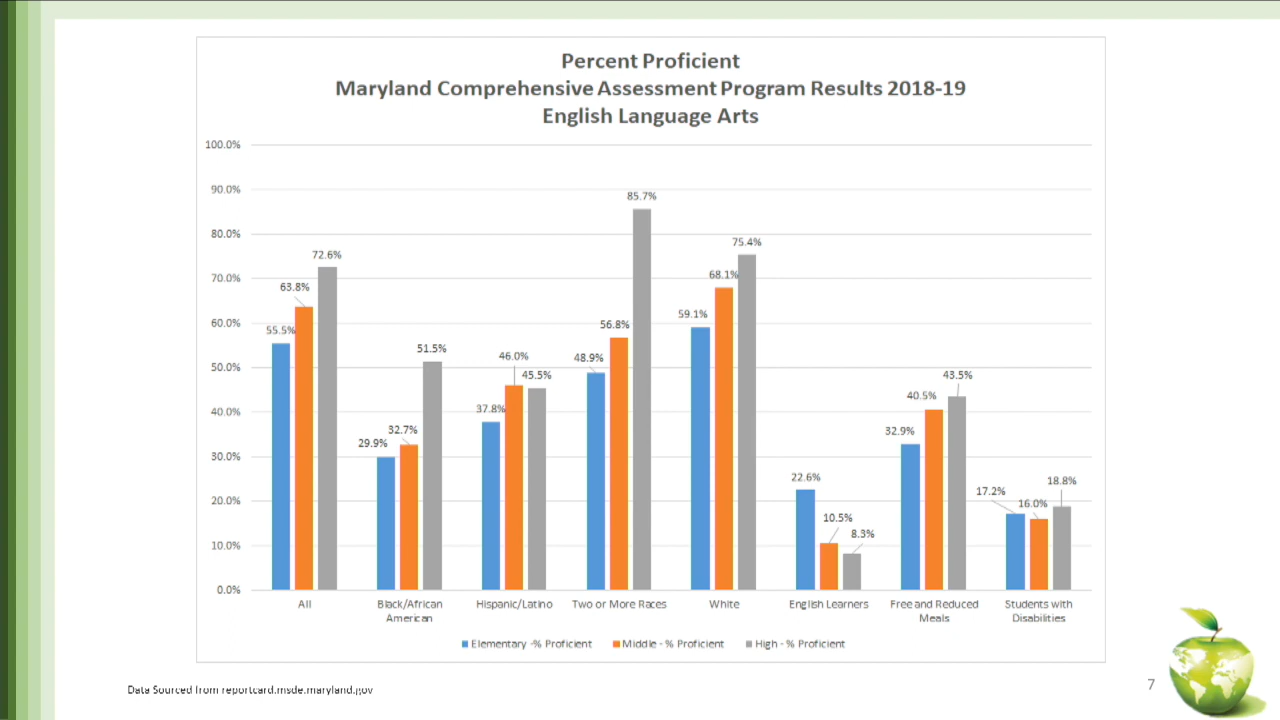 Percent Proficient
Maryland Comprehensive Assessment Program Results 2018-19
English Language Arts
100.0%
90.0%
80.0%
70.0%
60.0%
50.0%
40.0%
30.0%
20.0%
10.0%
0.0%
55.5%
63.8%
72.6%
29.9%
32.7%
51.5%
37.8%
46.0%
45.5%
48.9%
56.8%
85.7%
59.1%
68.1%
75.4%
22.6%
10.5%
8.3%
32.9%
40.5%
43.5%
17.2%
16.0%
18.8%
All
Black/African
American
Hispanic/Latino
Two or More Races
White
English Learners
Free and Reduced
Meals
Students with
Disabilities
Elementary -% Proficient
Middle - % Proficient
High - % Proficient
Data Sourced from reportcard.msde.maryland.gov
7